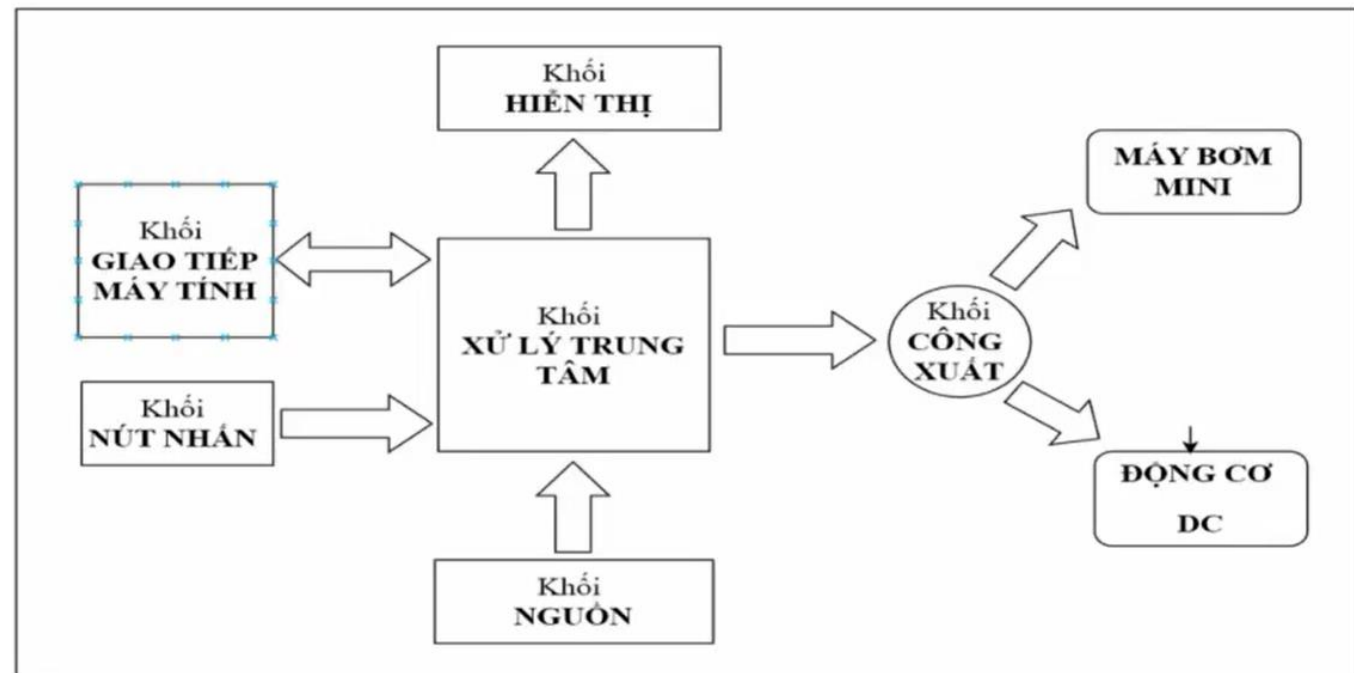 Khối
HIỂN THỊ
MÁY BƠM
MINI
Khối
GIAO TIẾP
MÁY TÍNH
Khối
XỬ LÝ TRUNG
TÂM
Khối
CÔNG
XUẤT
Khối
NÚT NHẤN
ĐỘNG CƠ
DC
Khối
NGUỒN